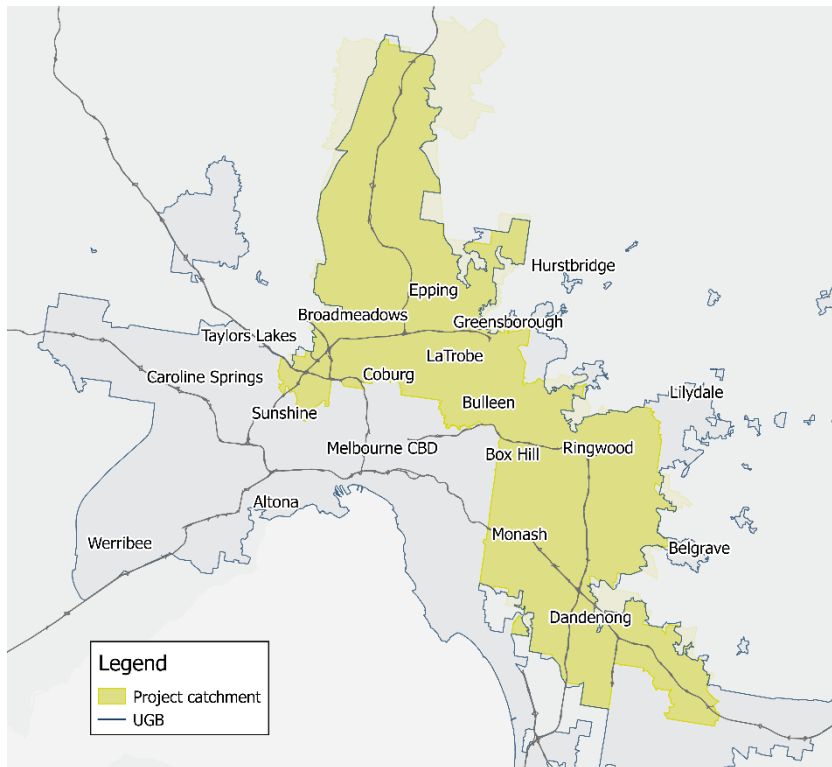 Hurstbridge
Epping
Broadmeadows
Greensborough
Taylors Lakes
LaTrobe
Caroline Springs
Coburg
Lilydale
Bulleen
Sunshine
Melbourne CBD
Box Hill
Ringwood
Altona
Monash
Werribee
Belgrave
Dandenong
Legend
Project catchment
UGB